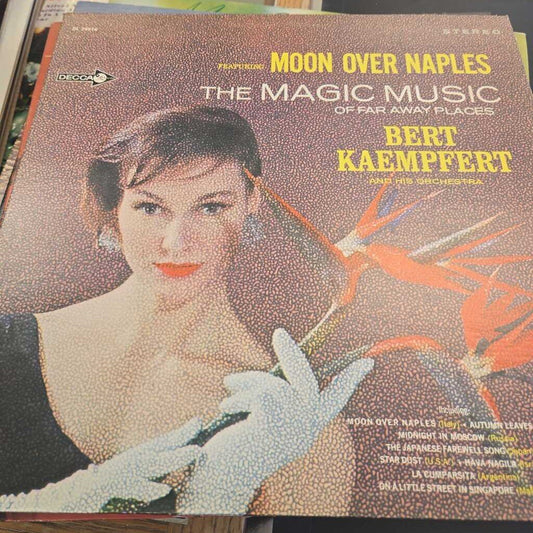 STEREO
DECCA
FEATURING MOON OVER NAPLES
THE MAGIC MUSIC
OF FAR AWAY PLACES
BERT
KAEMPFERT
AND HIS ORCHESTRA
Including:
MOON OVER NAPLES (Italy) • AUTUMN LEAVES
MIDNIGHT IN MOSCOW (Russia)
THE JAPANESE FAREWELL SONG
STAR DUST (U.S.A.) • HAVA NAGILA
LA CUMPARSITA (Argentina)
ON A LITTLE STREET IN SINGAPORE